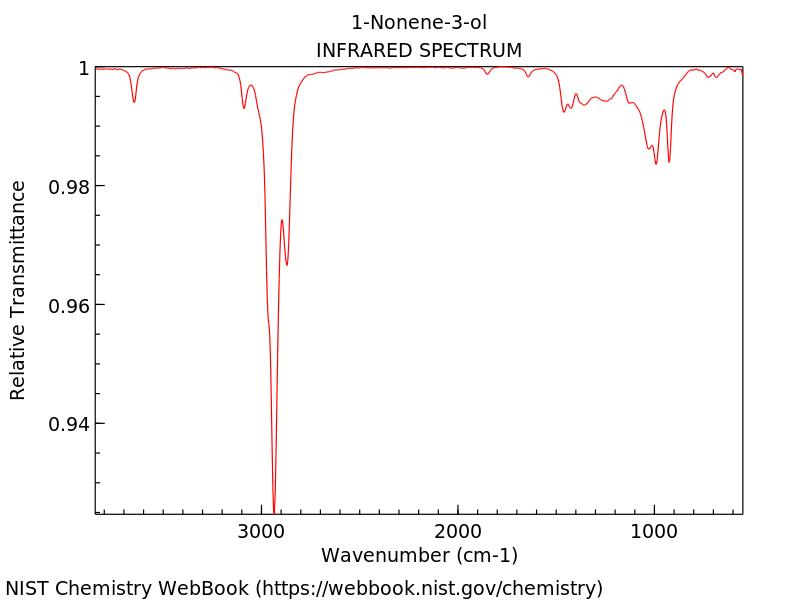 1-Nonene-3-ol
INFRARED SPECTRUM
1
0.98
0.96
0.94
Relative Transmittance
3000 2000 1000
Wavenumber (cm-1)
NIST Chemistry WebBook (https://webbook.nist.gov/chemistry)